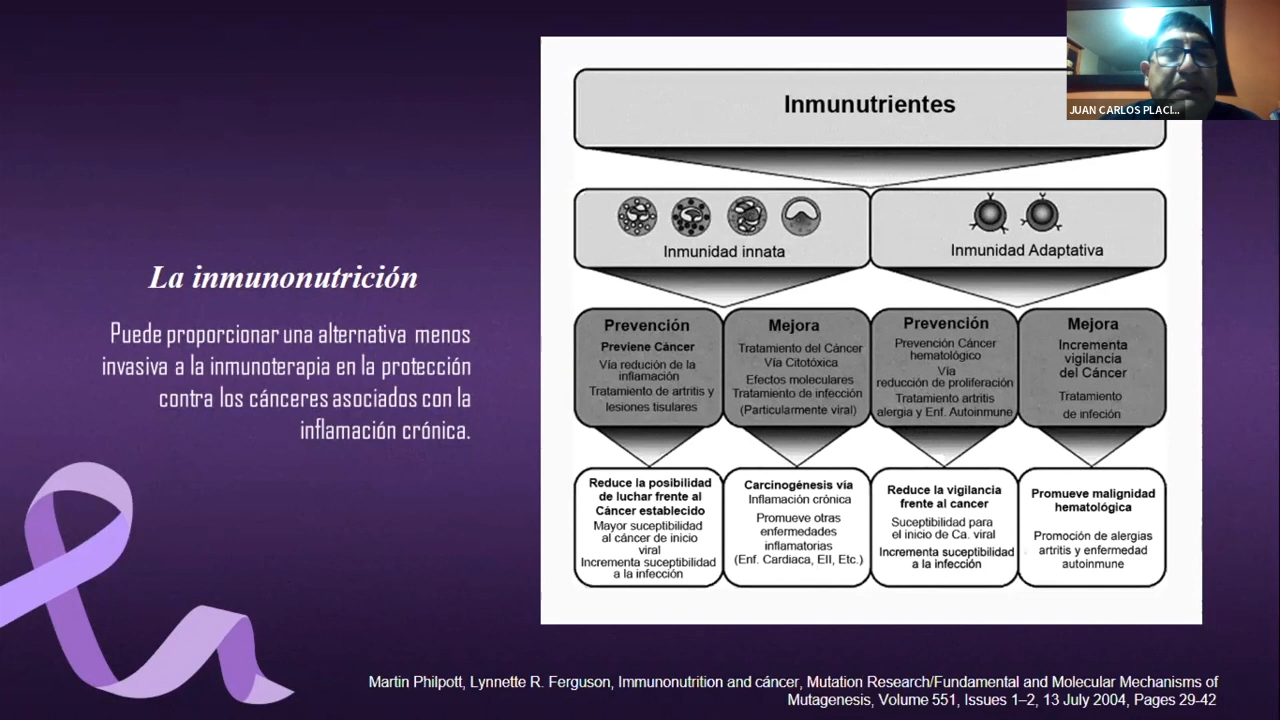 JUAN CARLOS PLACI...
La inmunonutrición
Puede proporcionar una alternativa menos
invasiva a la inmunoterapia en la protección
contra los cánceres asociados con la
inflamación crónica.
Inmunutrientes
Inmunidad innata
Inmunidad Adaptativa
Prevención
Previene Cáncer
Vía redución de la
inflamación
Tratamiento de artritis y
lesiones tisulares
Mejora
Tratamiento del Cáncer
Vía Citotóxica
Efectos moleculares
Tratamiento de infección
(Particularmente viral)
Prevención
Prevención Cáncer
hematológico
Vía
reducción de proliferación
Tratamiento artritis
alergia y Enf. Autoinmune
Mejora
Incrementa
vigilancia
del Cáncer
Tratamiento
de infeción
Reduce la posibilidad
de luchar frente al
Cáncer establecido
Mayor suceptibilidad
al cáncer de inicio
viral
Incrementa suceptibilidad
a la infección
Carcinogénesis vía
Inflamación crónica
Promueve otras
enfermedades
inflamatorias
(Enf. Cardiaca, EII, Etc.)
Reduce la vigilancia
frente al cancer
Suceptibilidad para
el inicio de Ca. viral
Incrementa suceptibilidad
a la infección
Promueve malignidad
hematológica
Promoción de alergias
artritis y enfermedad
autoinmune
Martin Philpott, Lynnette R. Ferguson, Immunonutrition and cáncer, Mutation Research/Fundamental and Molecular Mechanisms of
Mutagenesis, Volume 551, Issues 1–2, 13 July 2004, Pages 29-42